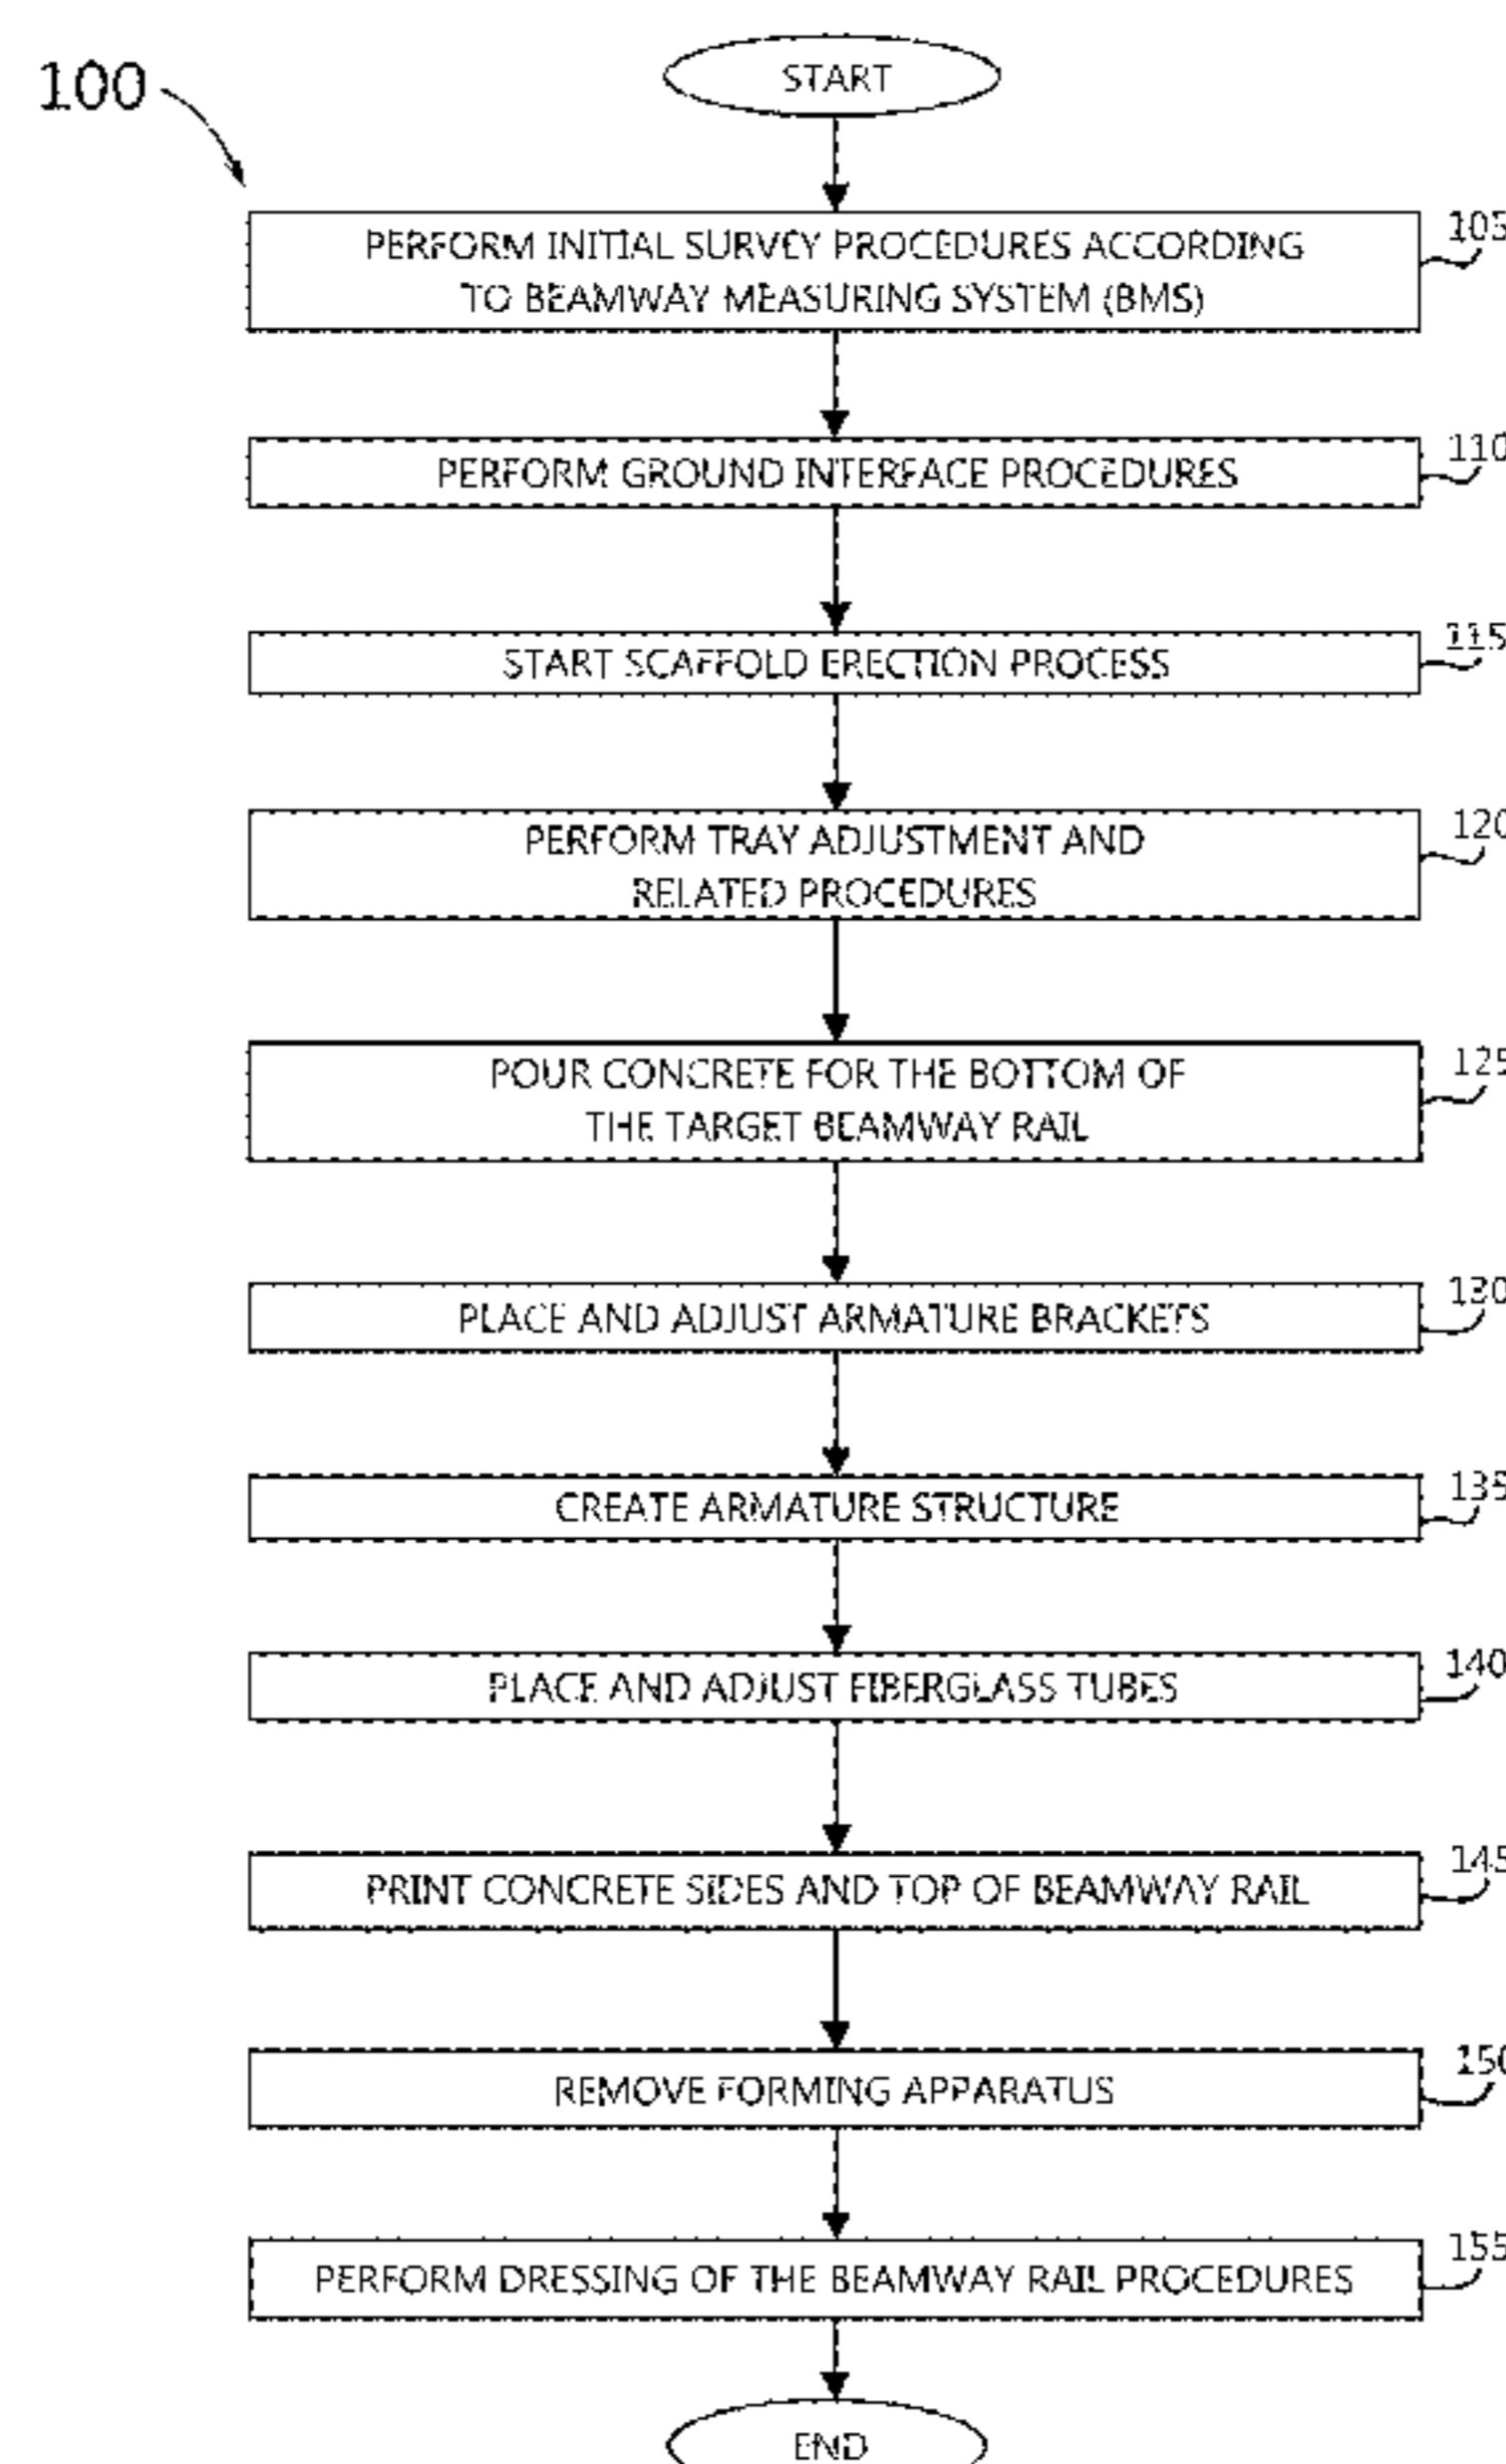 100
START
PERFORM INITIAL SURVEY PROCEDURES ACCORDING
TO BEAMWAY MEASURING SYSTEM (BMS)
105
PERFORM GROUND INTERFACE PROCEDURES
110
START SCAFFOLD ERECTION PROCESS
115
PERFORM TRAY ADJUSTMENT AND
RELATED PROCEDURES
120
POUR CONCRETE FOR THE BOTTOM OF
THE TARGET BEAMWAY RAIL
125
PLACE AND ADJUST ARMATURE BRACKETS
130
CREATE ARMATURE STRUCTURE
135
PLACE AND ADJUST FIBERGLASS TUBES
140
PRINT CONCRETE SIDES AND TOP OF BEAMWAY RAIL
145
REMOVE FORMING APPARATUS
150
PERFORM DRESSING OF THE BEAMWAY RAIL PROCEDURES
155
END